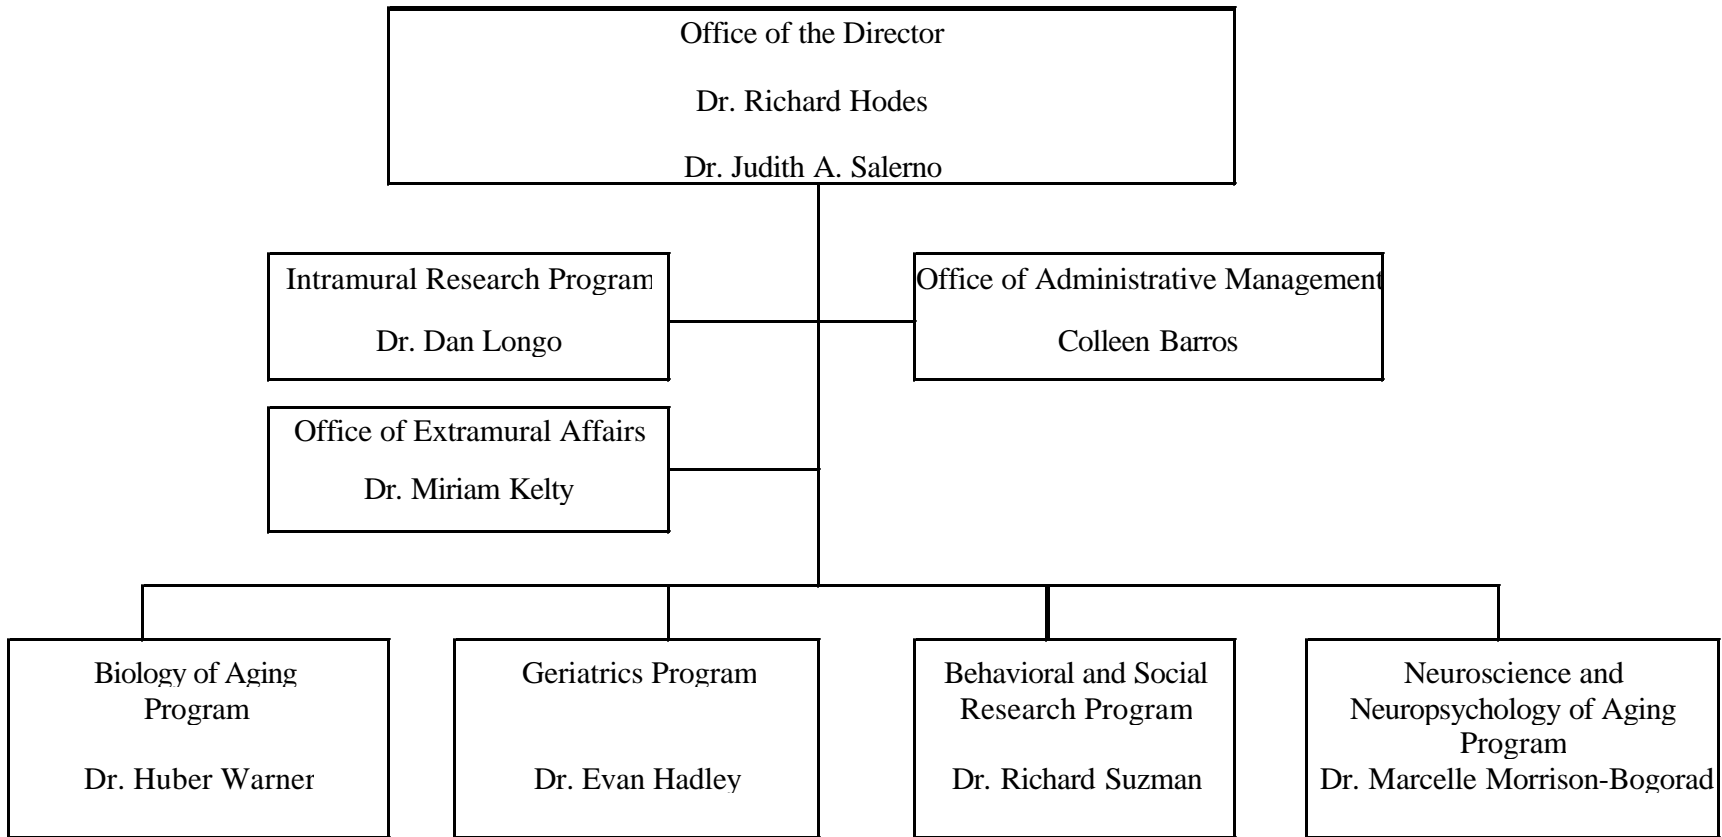 Office of the Director
Dr. Richard Hodes
Dr. Judith A. Salerno
Intramural Research Program
Dr. Dan Longo
Office of Administrative Management
Colleen Barros
Office of Extramural Affairs
Dr. Miriam Kelty
Biology of Aging
Program
Dr. Huber Warner
Geriatrics Program
Dr. Evan Hadley
Behavioral and Social
Research Program
Dr. Richard Suzman
Neuroscience and
Neuropsychology of Aging
Program
Dr. Marcelle Morrison-Bogorad